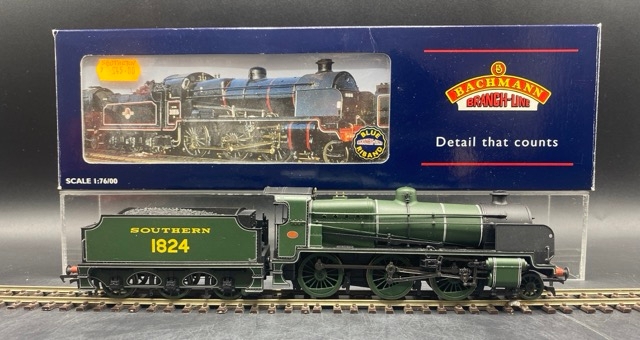 BACHMANN
BRANCH-LINE
Detail that counts
BLUE
RIBAND
SCALE 1:76/00
SOUTHERN
1824